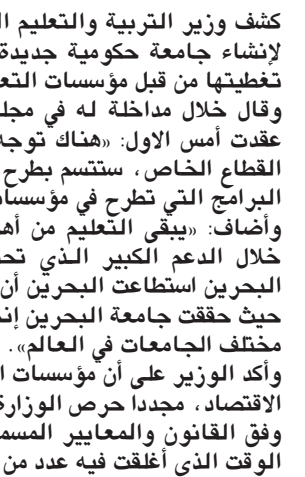 كشف وزير التربية والتعليم ال
لإنشاء جامعة حكومية جديدة
تغطيتها من قبل مؤسسات التع
وقال خلال مداخلة له في مجل
عقدت أمس الاول: «هناك توجه
القطاع الخاص، ستتسم بطرح
البرامج التي تطرح في مؤسسا
وأضاف: «يبقى التعليم من أه
خلال الدعم الكبير الذي تح
البحرين استطاعت البحرين أن
حيث حققت جامعة البحرين إن
مختلف الجامعات في العالم».
وأكد الوزير على أن مؤسسات ا
الاقتصاد، مجددا حرص الوزارة
وفق القانون والمعايير المسم
الوقت الذي أغلقت فيه عدد من